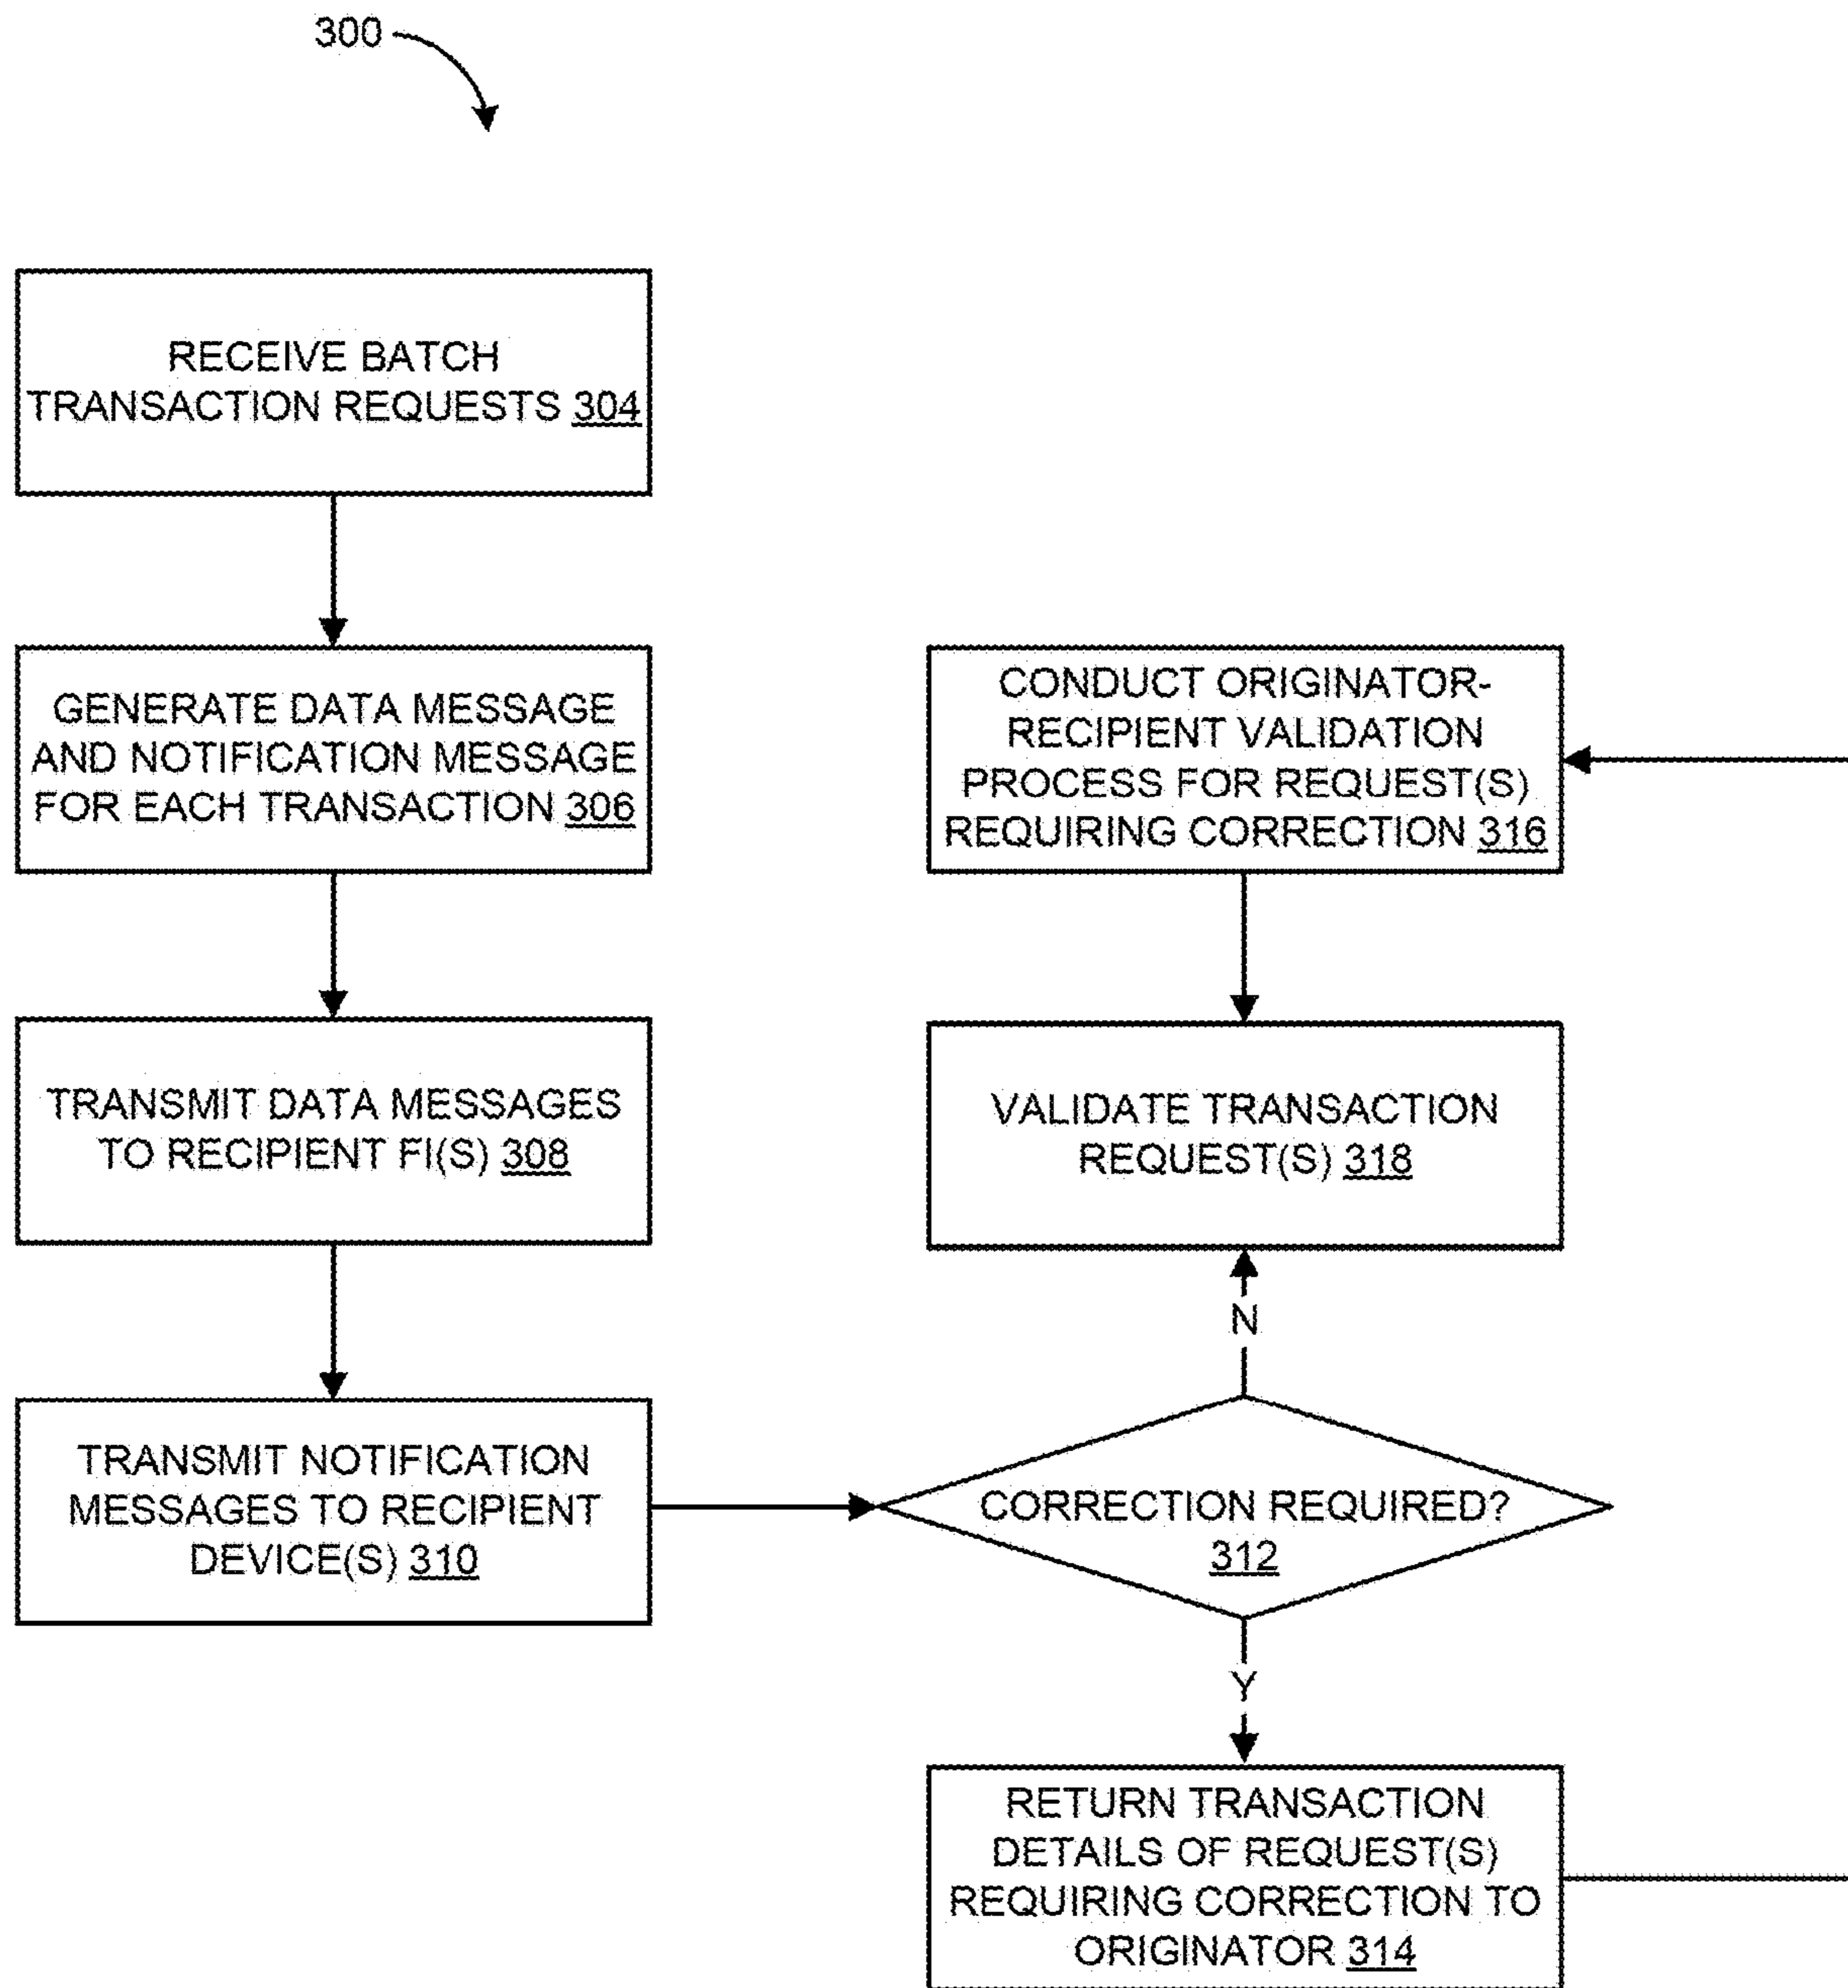 300
RECEIVE BATCH
TRANSACTION REQUESTS 304
GENERATE DATA MESSAGE
AND NOTIFICATION MESSAGE
FOR EACH TRANSACTION 306
TRANSMIT DATA MESSAGES
TO RECIPIENT FI(S) 308
TRANSMIT NOTIFICATION
MESSAGES TO RECIPIENT
DEVICE(S) 310
CONDUCT ORIGINATOR-
RECIPIENT VALIDATION
PROCESS FOR REQUEST(S)
REQUIRING CORRECTION 316
VALIDATE TRANSACTION
REQUEST(S) 318
N
CORRECTION REQUIRED?
312
Y
RETURN TRANSACTION
DETAILS OF REQUEST(S)
REQUIRING CORRECTION TO
ORIGINATOR 314